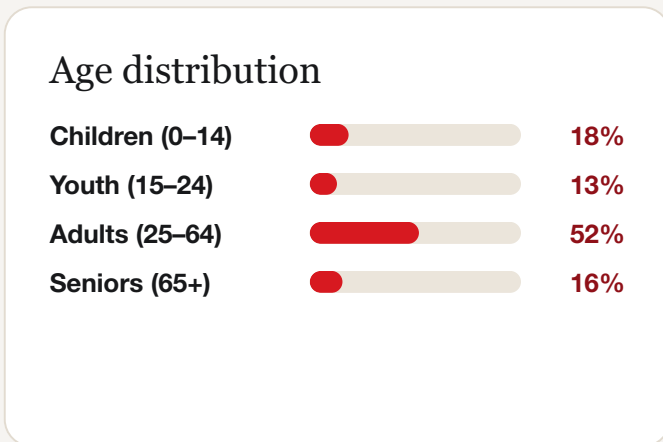 Age distribution
Children (0–14) 18%
Youth (15–24) 13%
Adults (25–64) 52%
Seniors (65+) 16%